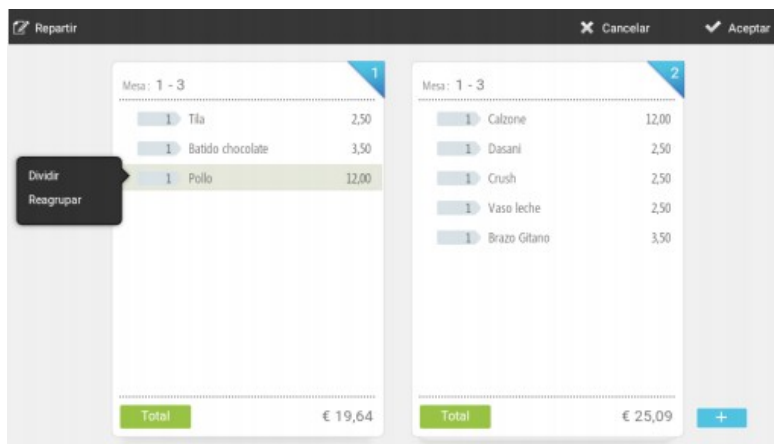 Repartir
Cancelar
Aceptar
1
Mesa: 1 - 3
1 Tila 2,50
1 Batido chocolate 3,50
1 Pollo 12,00
Dividir
Reagrupar
Total € 19,64
2
Mesa: 1 - 3
1 Calzone 12,00
1 Dasani 2,50
1 Crush 2,50
1 Vaso leche 2,50
1 Brazo Gitano 3,50
Total € 25,09
+